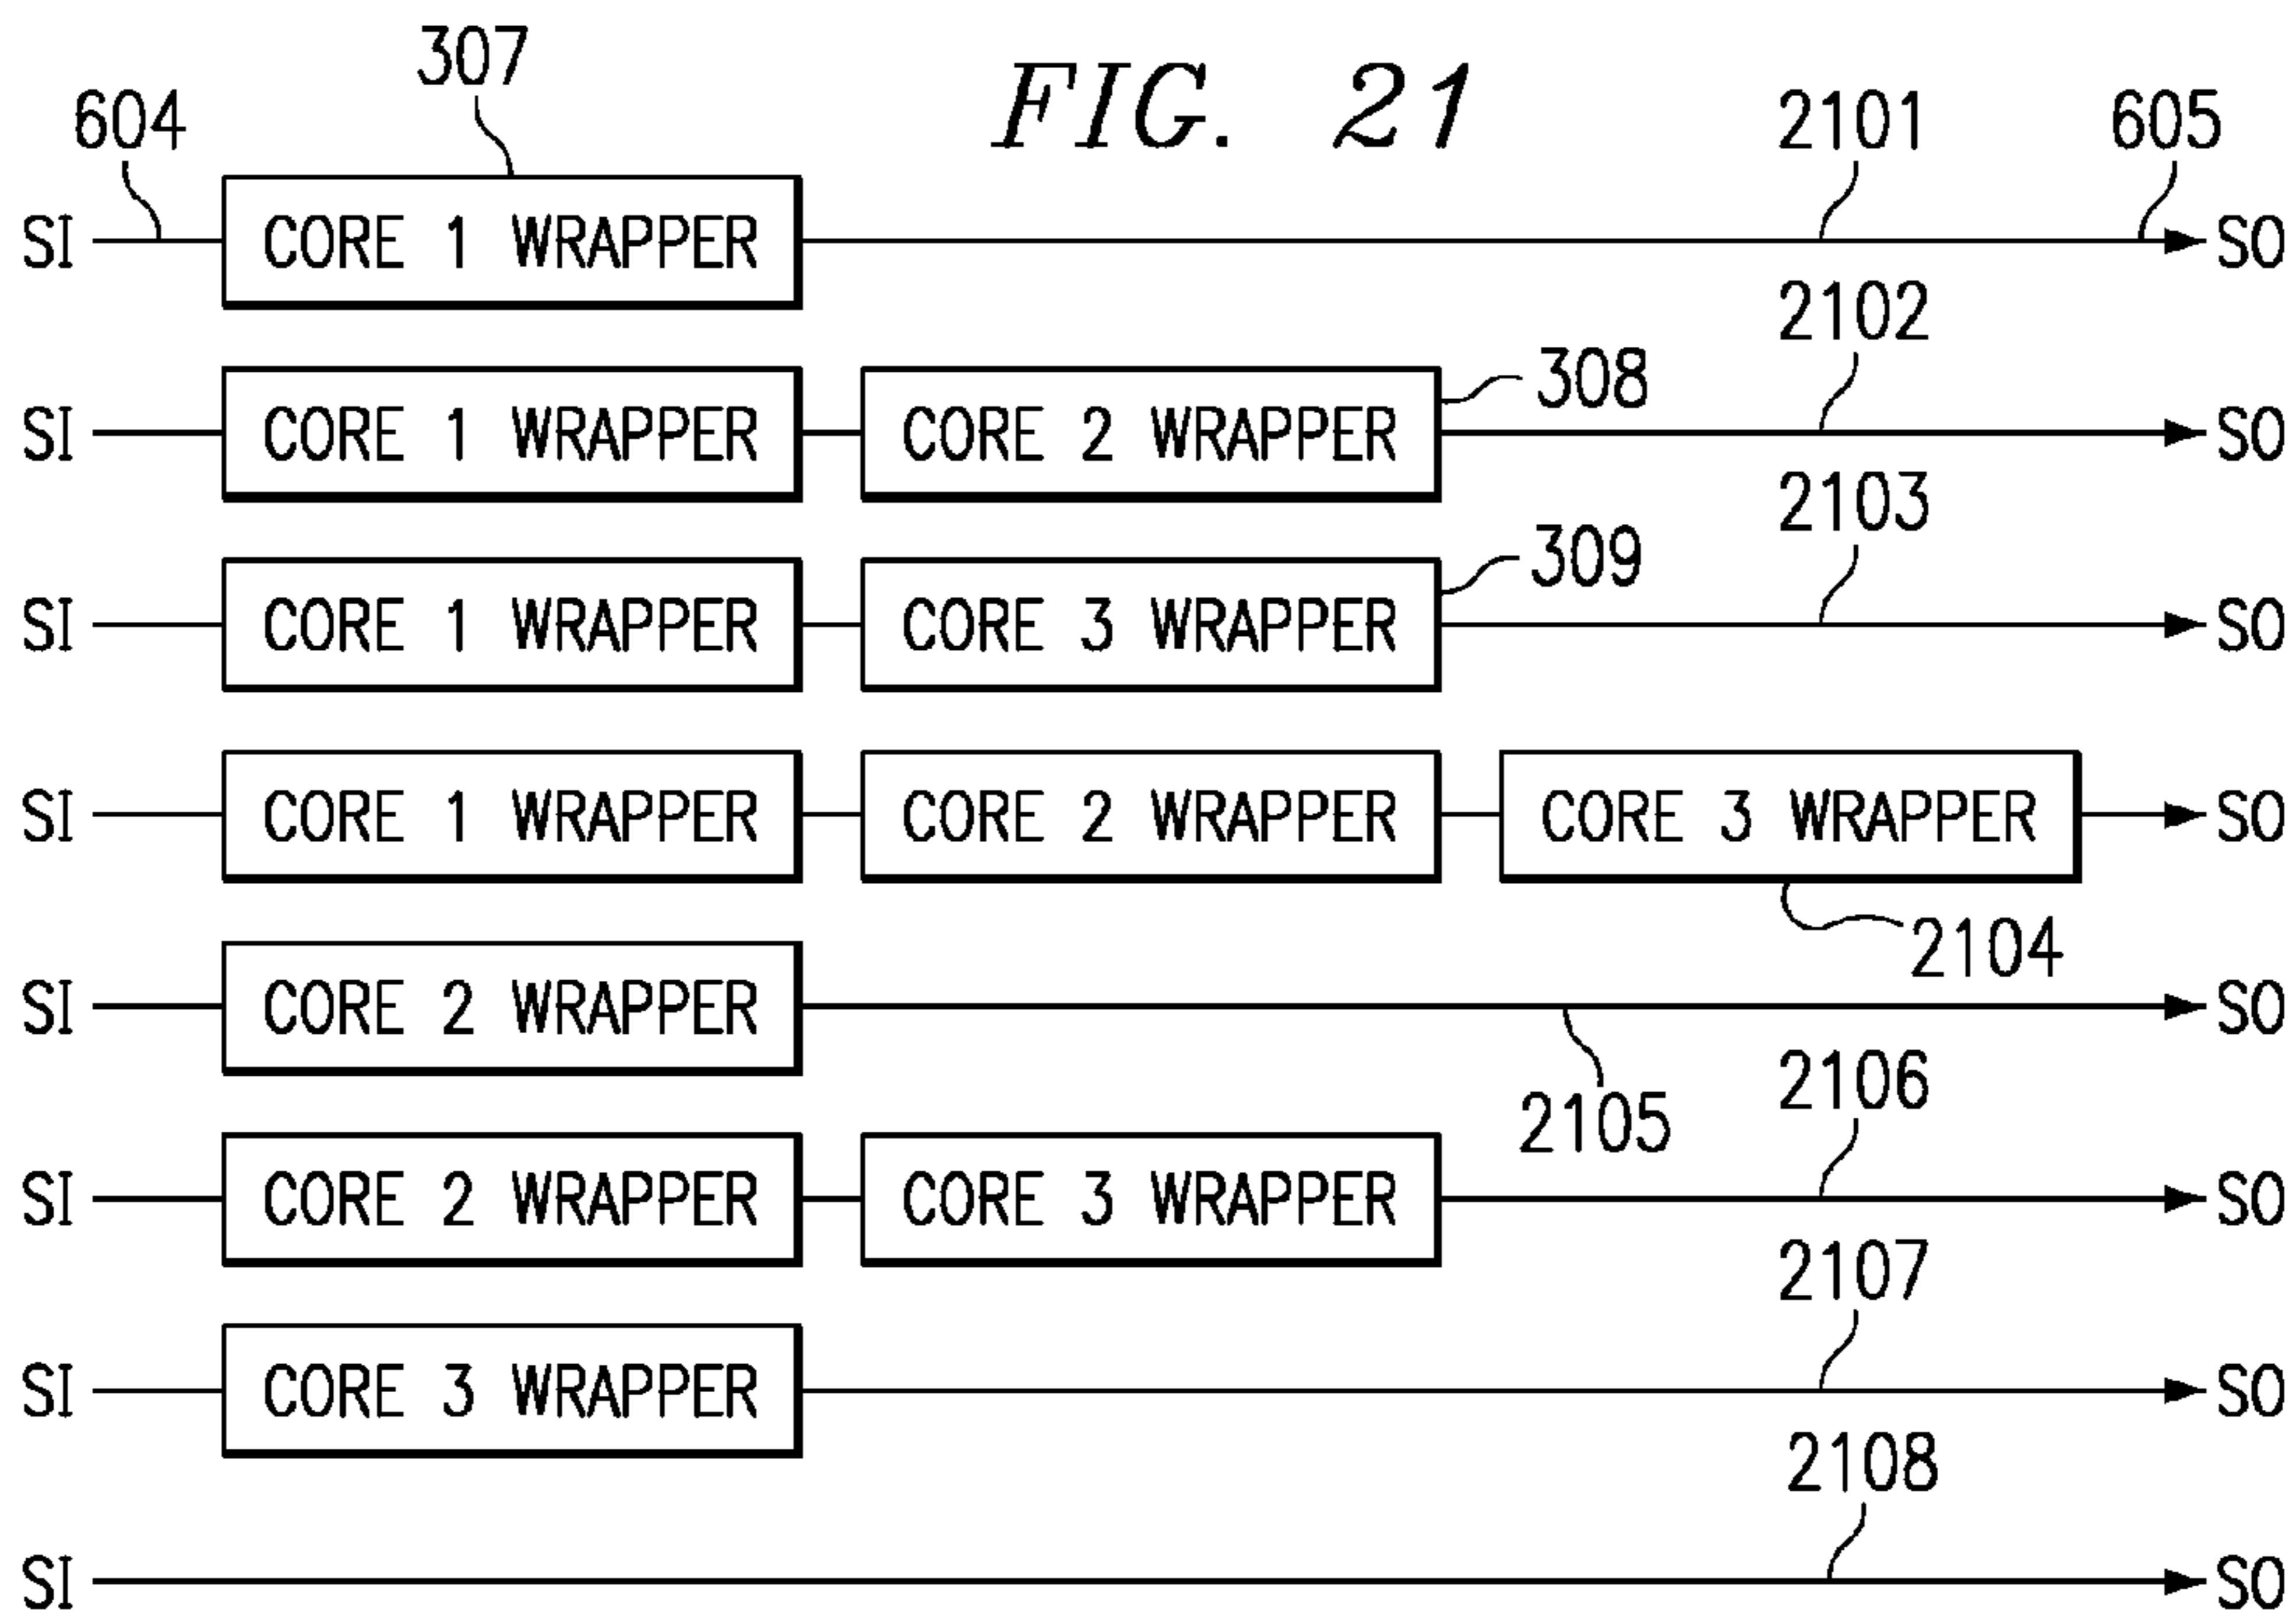 307
FIG. 21
604
2101
605
SI
CORE 1 WRAPPER
SO
2102
308
SI
CORE 1 WRAPPER
CORE 2 WRAPPER
SO
2103
309
SI
CORE 1 WRAPPER
CORE 3 WRAPPER
SO
SI
CORE 1 WRAPPER
CORE 2 WRAPPER
CORE 3 WRAPPER
SO
2104
SI
CORE 2 WRAPPER
SO
2105
2106
SI
CORE 2 WRAPPER
CORE 3 WRAPPER
SO
2107
SI
CORE 3 WRAPPER
SO
2108
SI
SO